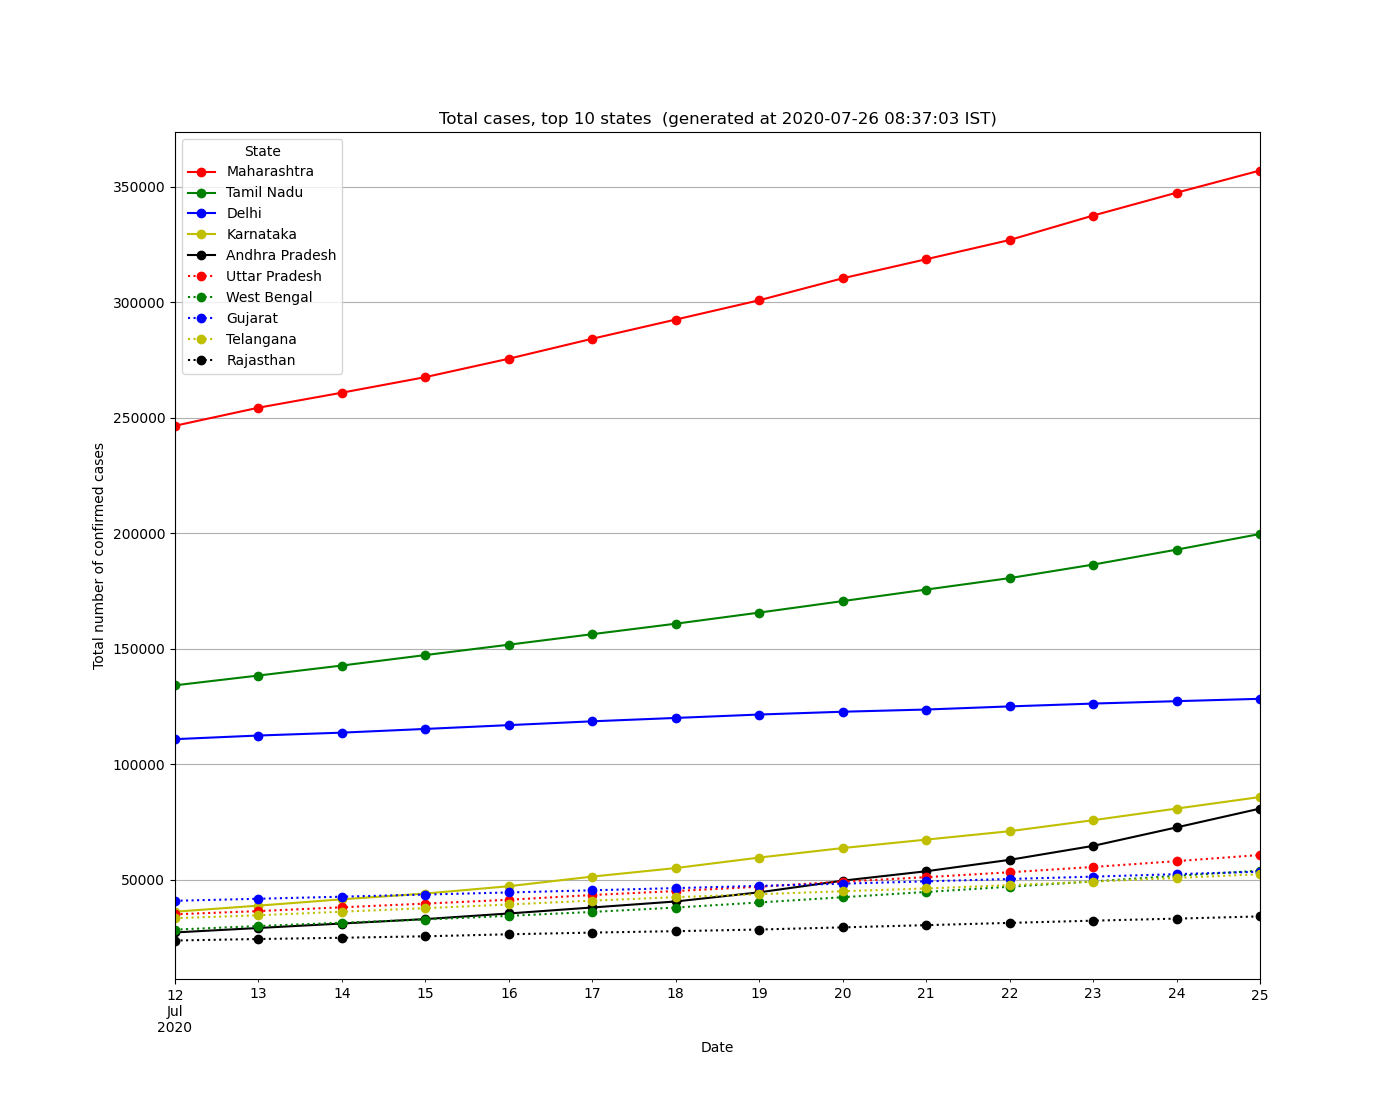 Total cases, top 10 states  (generated at 2020-07-26 08:37:03 IST)
State
Maharashtra
Tamil Nadu
Delhi
Karnataka
Andhra Pradesh
Uttar Pradesh
West Bengal
Gujarat
Telangana
Rajasthan
350000
300000
250000
200000
150000
100000
50000
Total number of confirmed cases
12 13 14 15 16 17 18 19 20 21 22 23 24 25
Jul
2020
Date